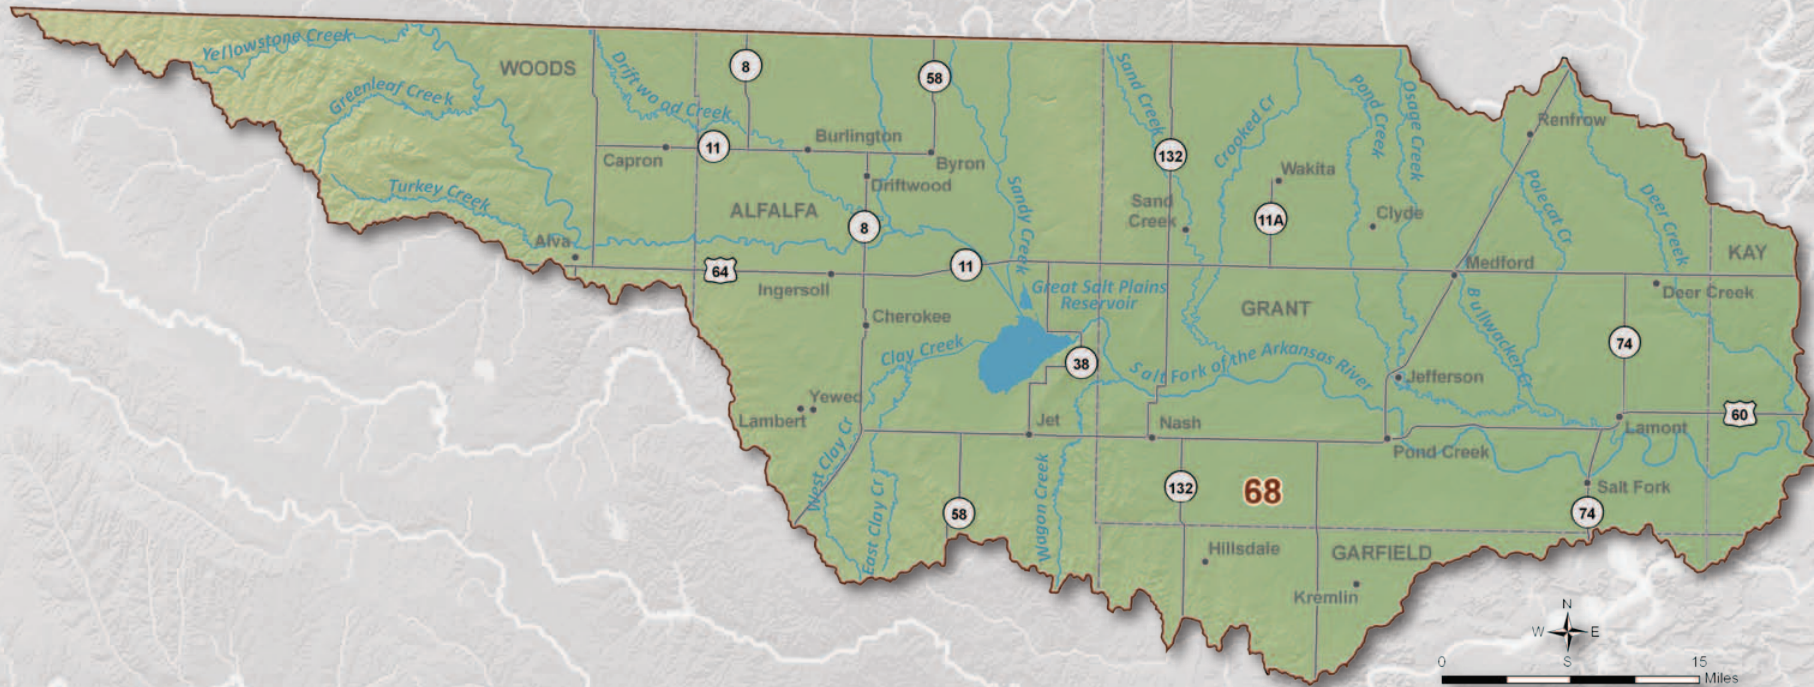 Yellowstone Creek
WOODS
Driftwood Creek
8
58
Sand Creek
Crooked Cr
Pond Creek
Osage Creek
Renfrow
Greenleaf Creek
Capron
11
Burlington
Byron
132
Wakita
Driftwood
Turkey Creek
ALFALFA
8
Sandy Creek
Sand
Creek
11A
Clyde
Polecat Cr
Deer Creek
KAY
Alva
64
11
Medford
Ingersoll
Great Salt Plains
Reservoir
GRANT
Bullwacker Cr
Deer Creek
Cherokee
Clay Creek
38
Salt Fork of the Arkansas River
74
Jefferson
Yewed
Lambert
West Clay Cr
Jet
Nash
60
Lamont
Pond Creek
East Clay Cr
58
Wagon Creek
132
68
Salt Fork
74
Hillsdale
GARFIELD
Kremlin
N
W E
S
0 15
Miles